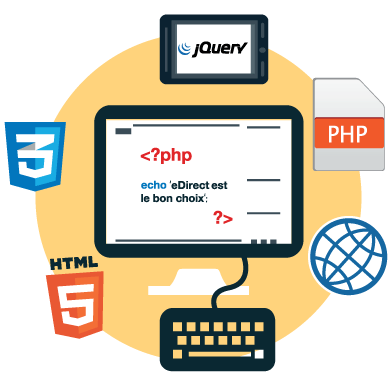 jQuery
<?php
PHP
echo 'eDirect est
le bon choix';
?>
3
HTML
5